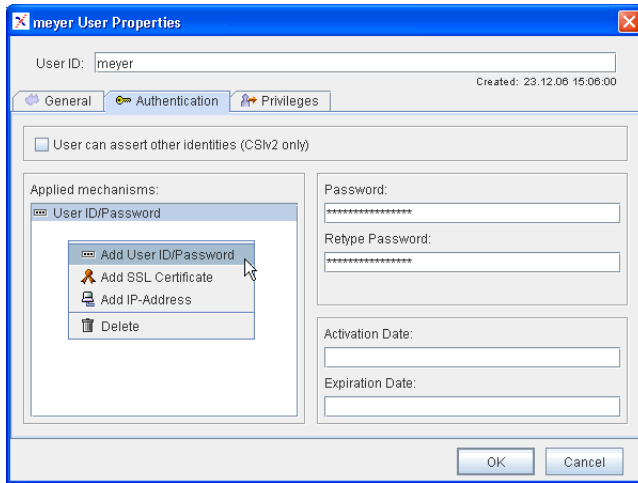 meyer User Properties
User ID: meyer
Created: 23.12.06 15:06:00
General Authentication Privileges
User can assert other identities (CSIv2 only)
Applied mechanisms:
User ID/Password
Add User ID/Password
Add SSL Certificate
Add IP-Address
Delete
Password:
****************
Retype Password:
****************
Activation Date:
Expiration Date:
OK Cancel